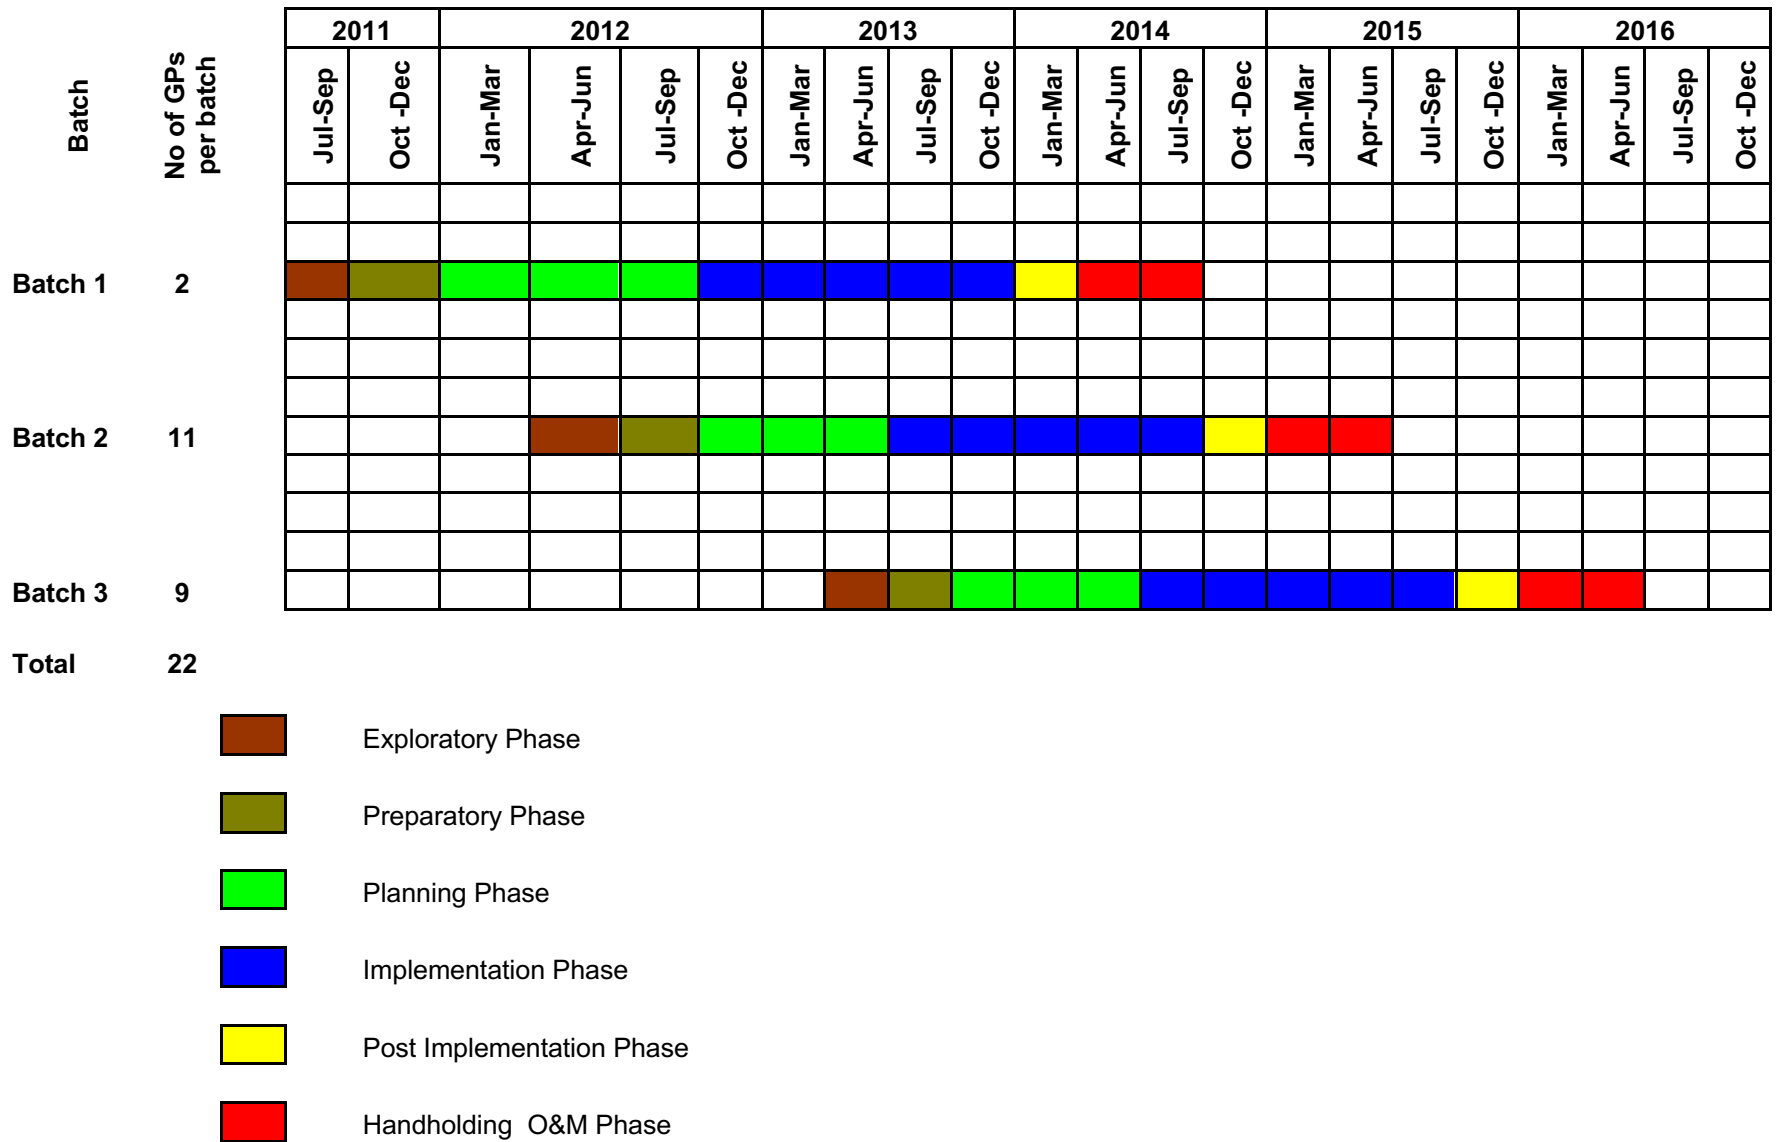 2011 2012 2013 2014 2015 2016
Batch No of GPs per batch Jul-Sep Oct -Dec Jan-Mar Apr-Jun Jul-Sep Oct -Dec Jan-Mar Apr-Jun Jul-Sep Oct -Dec Jan-Mar Apr-Jun Jul-Sep Oct -Dec Jan-Mar Apr-Jun Jul-Sep Oct -Dec Jan-Mar Apr-Jun Jul-Sep Oct -Dec
Batch 1 2
Batch 2 11
Batch 3 9
Total 22
Exploratory Phase
Preparatory Phase
Planning Phase
Implementation Phase
Post Implementation Phase
Handholding O&M Phase